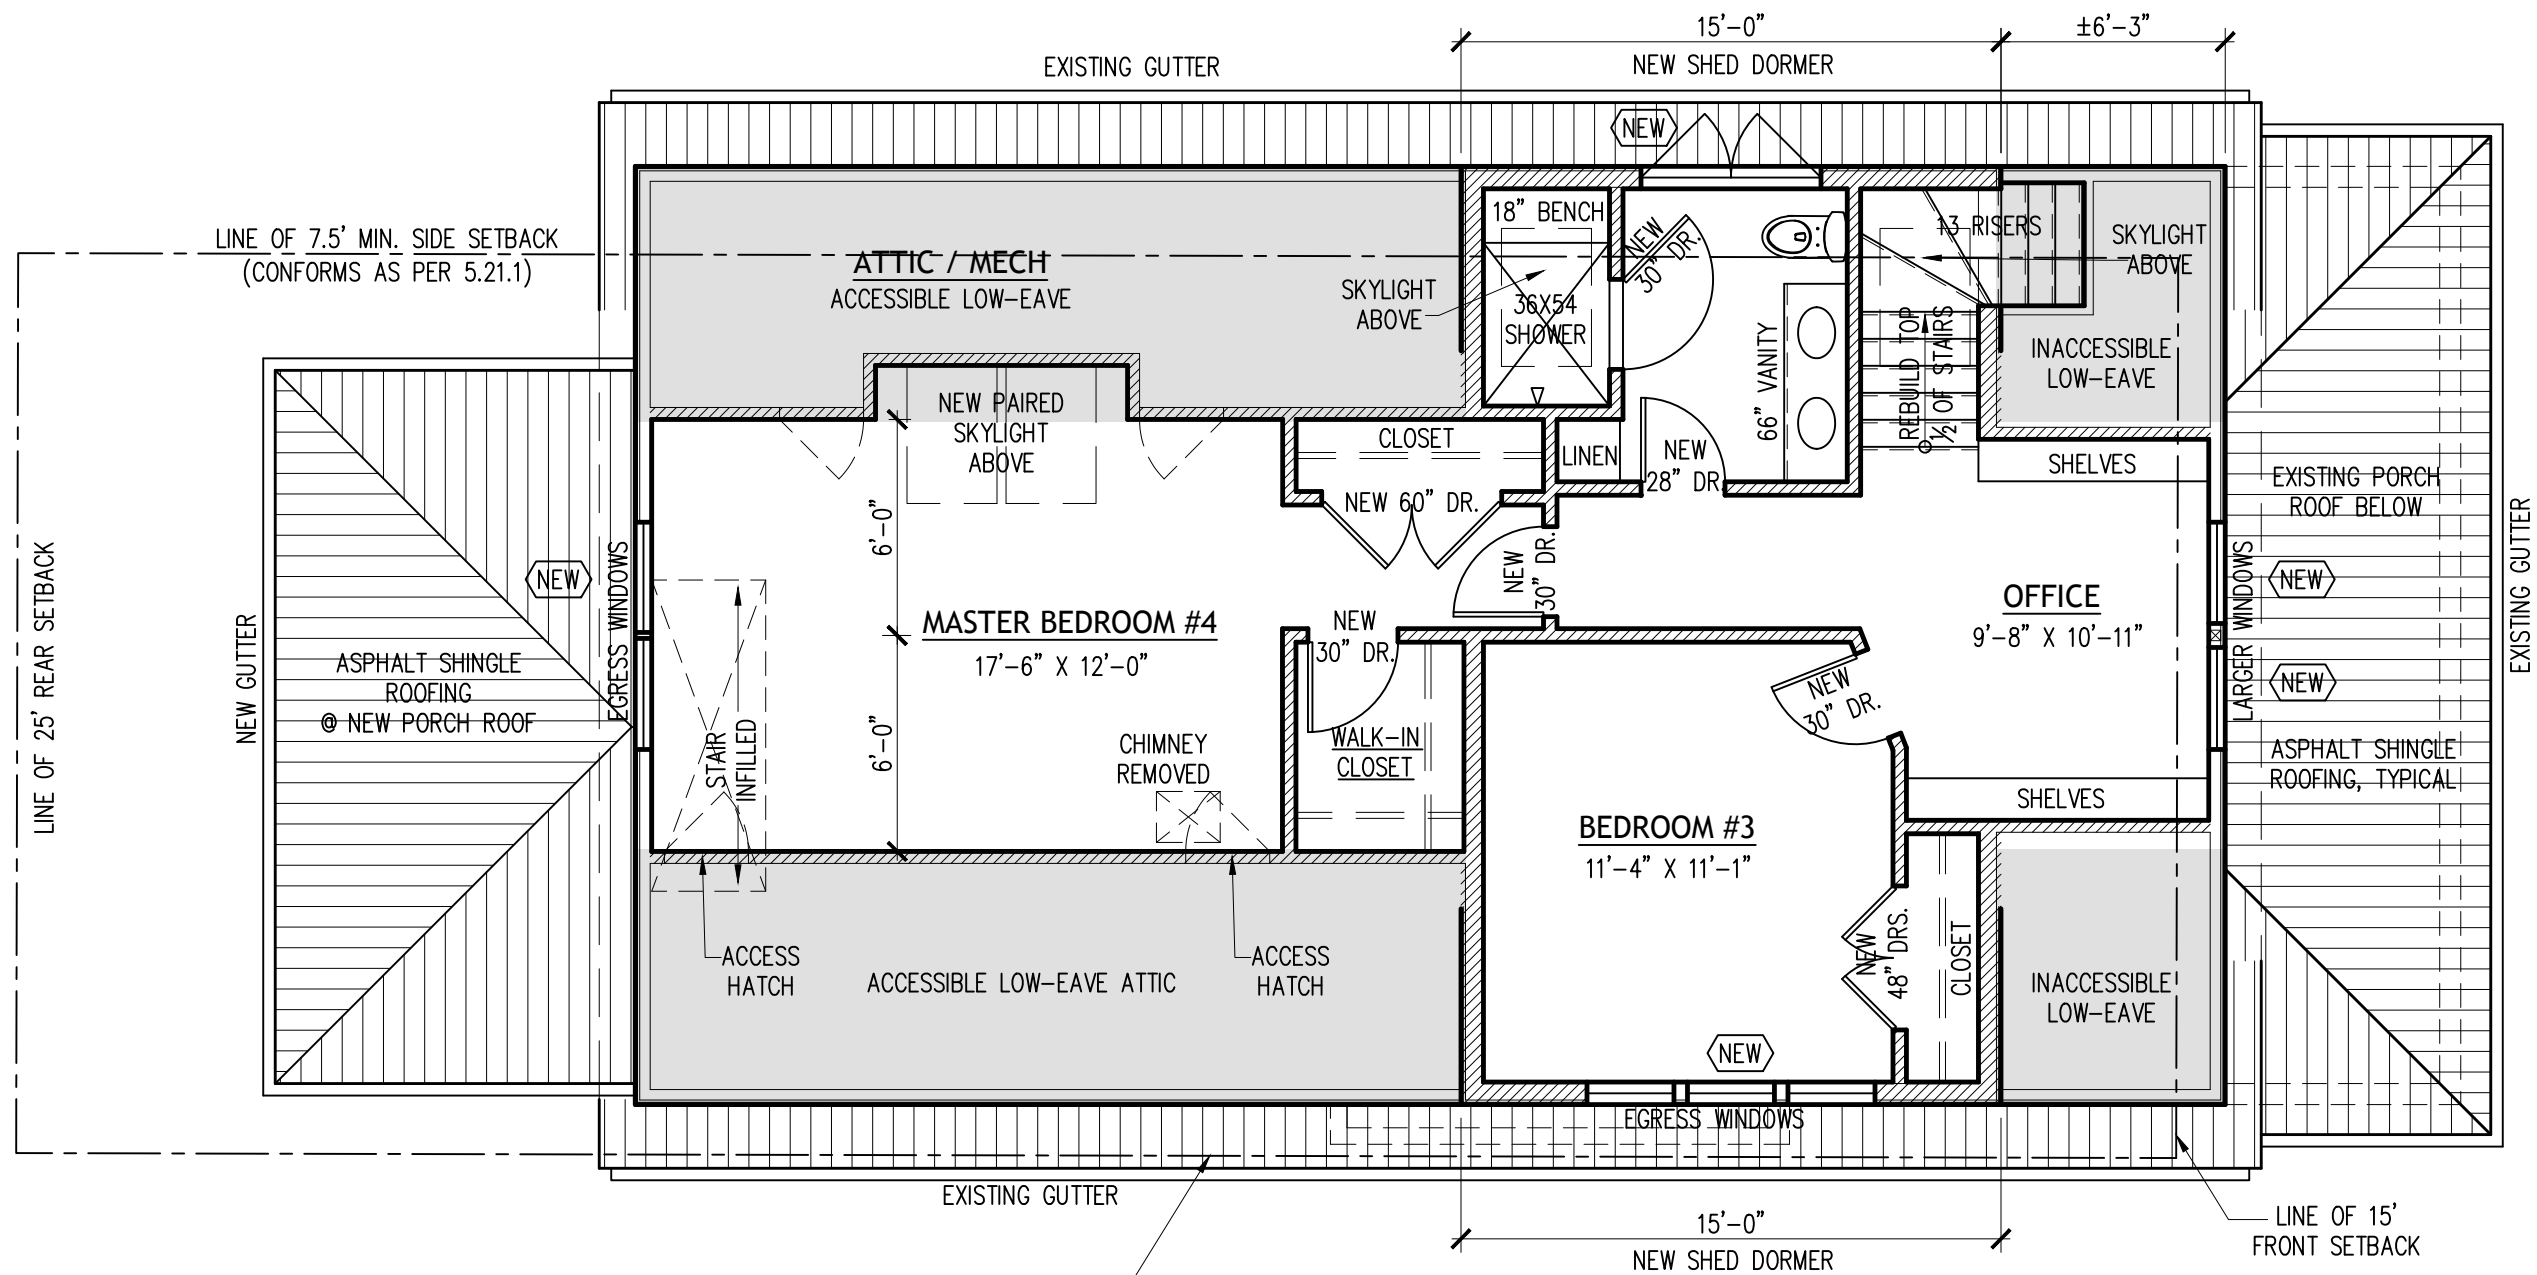 15'-0"
±6'-3"
EXISTING GUTTER
NEW SHED DORMER
NEW
LINE OF 7.5' MIN. SIDE SETBACK
(CONFORMS AS PER 5.21.1)
ATTIC / MECH
ACCESSIBLE LOW-EAVE
18" BENCH
NEW
30" DR.
13 RISERS
SKYLIGHT
ABOVE
SKYLIGHT
ABOVE
36X54
SHOWER
66" VANITY
REBUILD TOP
½ OF STAIRS
INACCESSIBLE
LOW-EAVE
NEW PAIRED
SKYLIGHT
ABOVE
CLOSET
LINEN
NEW
28" DR.
SHELVES
EXISTING PORCH
ROOF BELOW
NEW 60" DR.
6'-0"
LINE OF 25' REAR SETBACK
NEW GUTTER
NEW
EGRESS WINDOWS
NEW
30" DR.
MASTER BEDROOM #4
17'-6" X 12'-0"
NEW
30" DR.
OFFICE
9'-8" X 10'-11"
LARGER WINDOWS
NEW
NEW
EXISTING GUTTER
ASPHALT SHINGLE
ROOFING
@ NEW PORCH ROOF
STAIR
INFILLED
6'-0"
CHIMNEY
REMOVED
WALK-IN
CLOSET
NEW
30" DR.
ASPHALT SHINGLE
ROOFING, TYPICAL
SHELVES
BEDROOM #3
11'-4" X 11'-1"
ACCESS
HATCH
ACCESSIBLE LOW-EAVE ATTIC
ACCESS
HATCH
NEW
48" DRS.
CLOSET
INACCESSIBLE
LOW-EAVE
NEW
EGRESS WINDOWS
EXISTING GUTTER
15'-0"
NEW SHED DORMER
LINE OF 15'
FRONT SETBACK